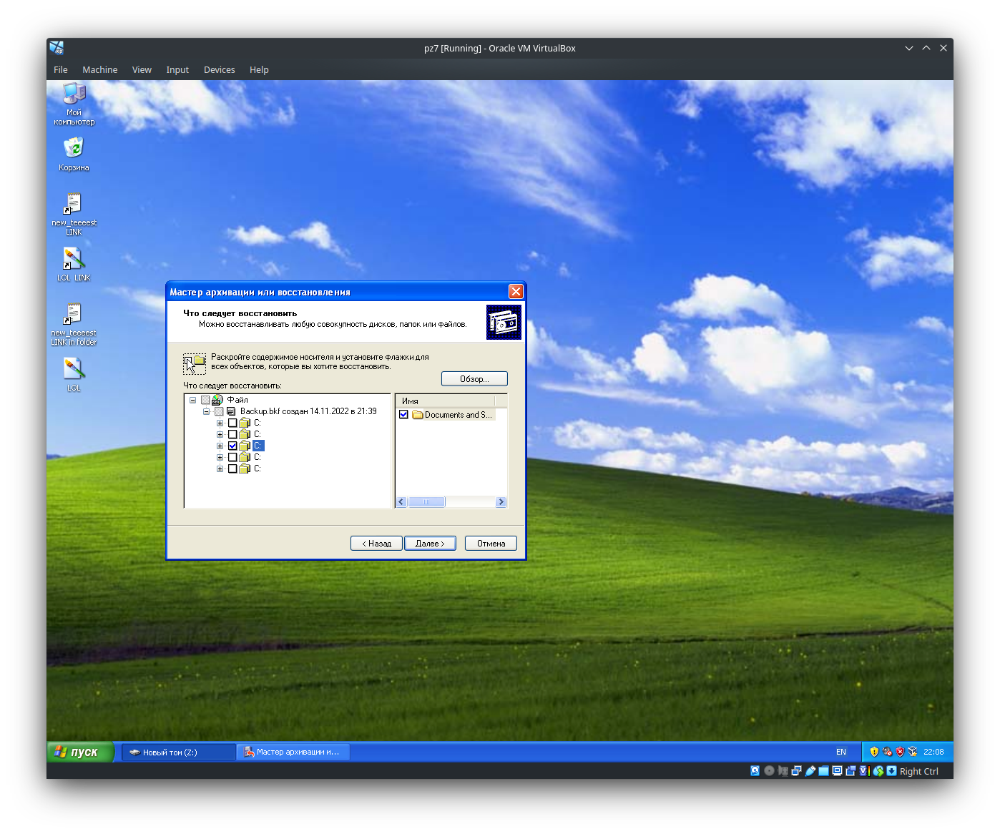 pz7 [Running] - Oracle VM VirtualBox
File Machine View Input Devices Help
Мой
компьютер
Корзина
new_teeeest
LINK
LOL LINK
new_teeeest
LINK in folder
LOL
Мастер архивации или восстановления
Что следует восстановить
Можно восстанавливать любую совокупность дисков, папок или файлов.
Раскройте содержимое носителя и установите флажки для
всех объектов, которые вы хотите восстановить.
Обзор...
Что следует восстановить:
Файл
Backup.bkf создан 14.11.2022 в 21:39
C:
C:
C:
C:
C:
Имя
Documents and S...
< Назад
Далее >
Отмена
пуск
Новый том (Z:)
Мастер архивации и...
EN
22:08
Right Ctrl